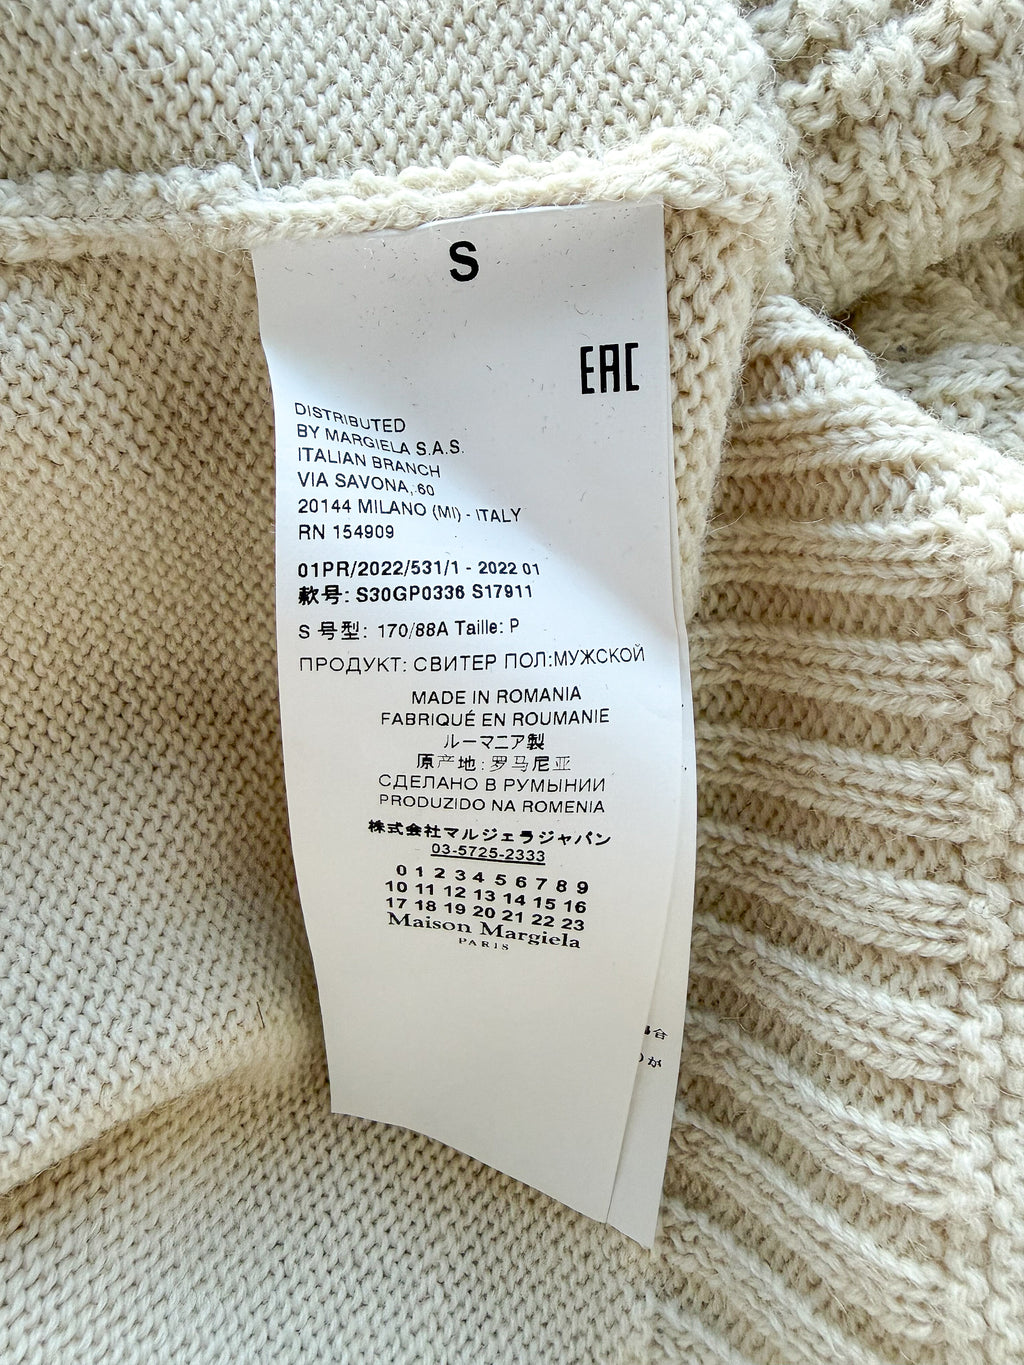 S
EAC
DISTRIBUTED
BY MARGIELA S.A.S.
ITALIAN BRANCH
VIA SAVONA, 60
20144 MILANO (MI) - ITALY
RN 154909
01PR/2022/531/1 - 2022 01
款号: S30GP0336 S17911
S 号型: 170/88A Taille: P
ПРОДУКТ: СВИТЕР ПОЛ:МУЖСКОЙ
MADE IN ROMANIA
FABRIQUÉ EN ROUMANIE
ルーマニア製
原产地:罗马尼亚
СДЕЛАНО В РУМЫНИИ
PRODUZIDO NA ROMENIA
株式会社マルジェラジャパン
03-5725-2333
0 1 2 3 4 5 6 7 8 9
10 11 12 13 14 15 16
17 18 19 20 21 22 23
Maison Margiela
PARIS
合
が